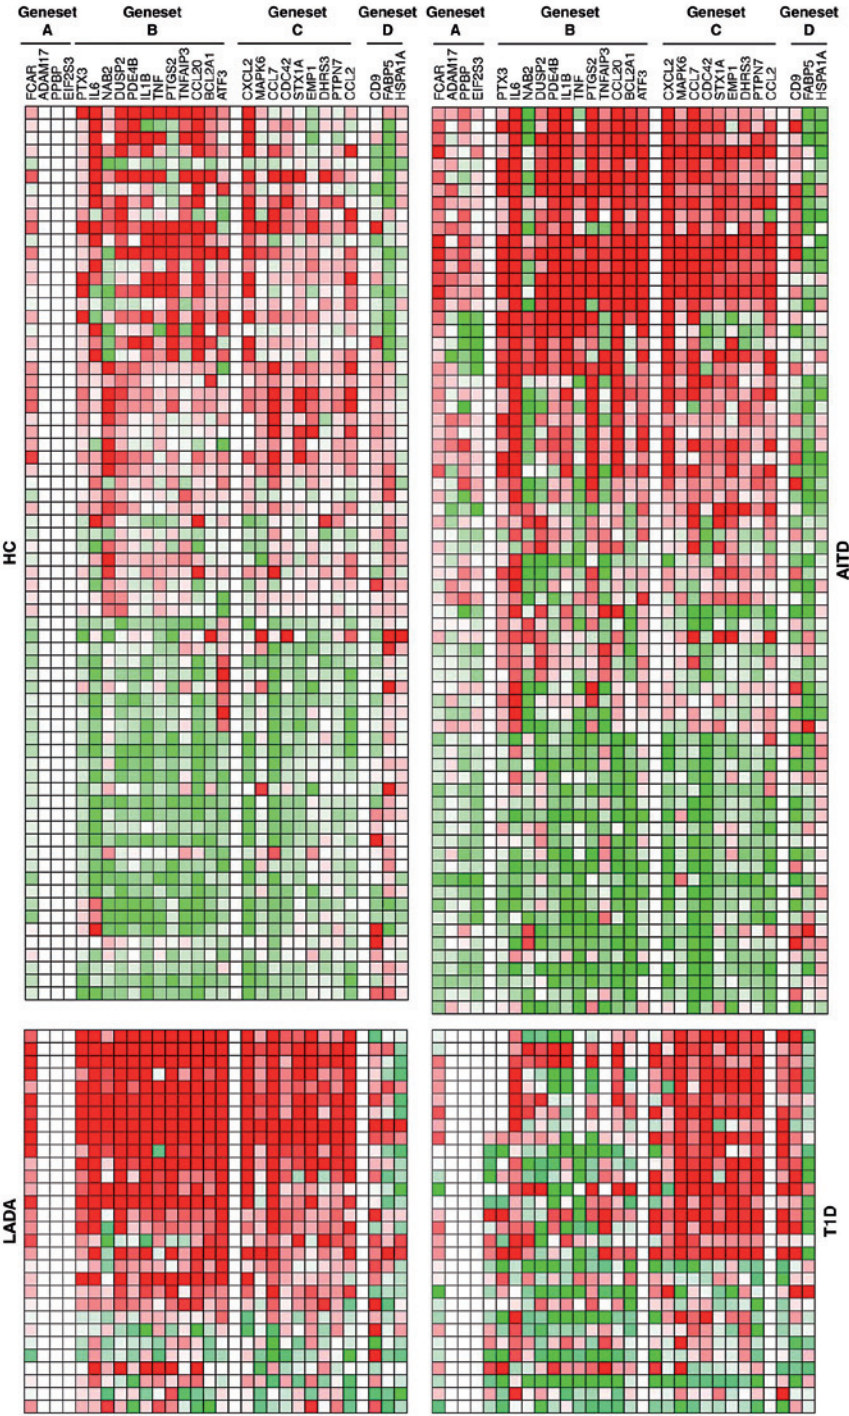 Geneset Geneset Geneset Geneset Geneset Geneset Geneset Geneset
A B C D A B C D
FCAR
ADAM17
PPBP
EIF2S3
PTX3
IL6
NAB2
DUSP2
PDE4B
IL1B
TNF
PTGS2
TNFAIP3
CCL20
BCL2A1
ATF3
CXCL2
MAPK6
CCL7
CDC42
STX1A
EMP1
DHRS3
PTPN7
CCL2
CD9
FABP5
HSPA1A
FCAR
ADAM17
PPBP
EIF2S3
PTX3
IL6
NAB2
DUSP2
PDE4B
IL1B
TNF
PTGS2
TNFAIP3
CCL20
BCL2A1
ATF3
CXCL2
MAPK6
CCL7
CDC42
STX1A
EMP1
DHRS3
PTPN7
CCL2
CD9
FABP5
HSPA1A
HC
AITD
LADA
T1D